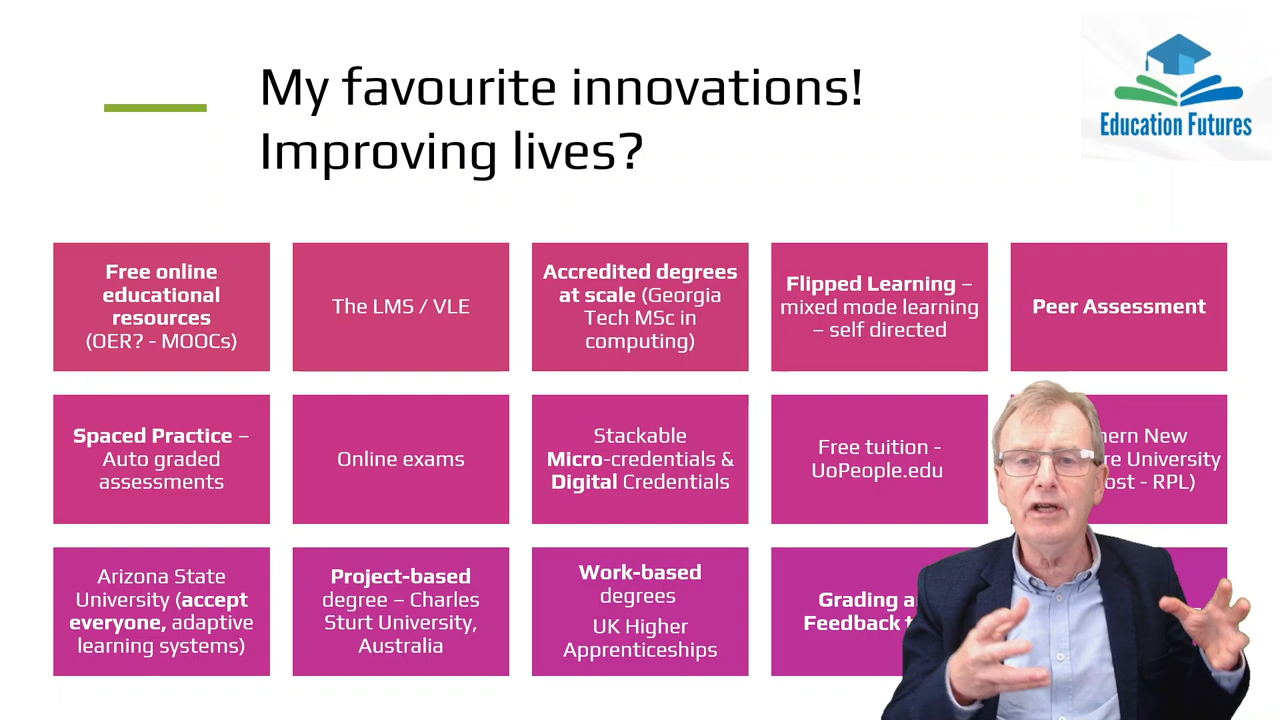 My favourite innovations!
Improving lives?
Education Futures
Free online
educational
resources
(OER? - MOOCs)
The LMS / VLE
Accredited degrees
at scale (Georgia
Tech MSc in
computing)
Flipped Learning –
mixed mode learning
– self directed
Peer Assessment
Spaced Practice –
Auto graded
assessments
Online exams
Stackable
Micro-credentials &
Digital Credentials
Free tuition -
UoPeople.edu
New
University
- RPL)
Arizona State
University (accept
everyone, adaptive
learning systems)
Project-based
degree – Charles
Sturt University,
Australia
Work-based
degrees
UK Higher
Apprenticeships
Grading
Feedback